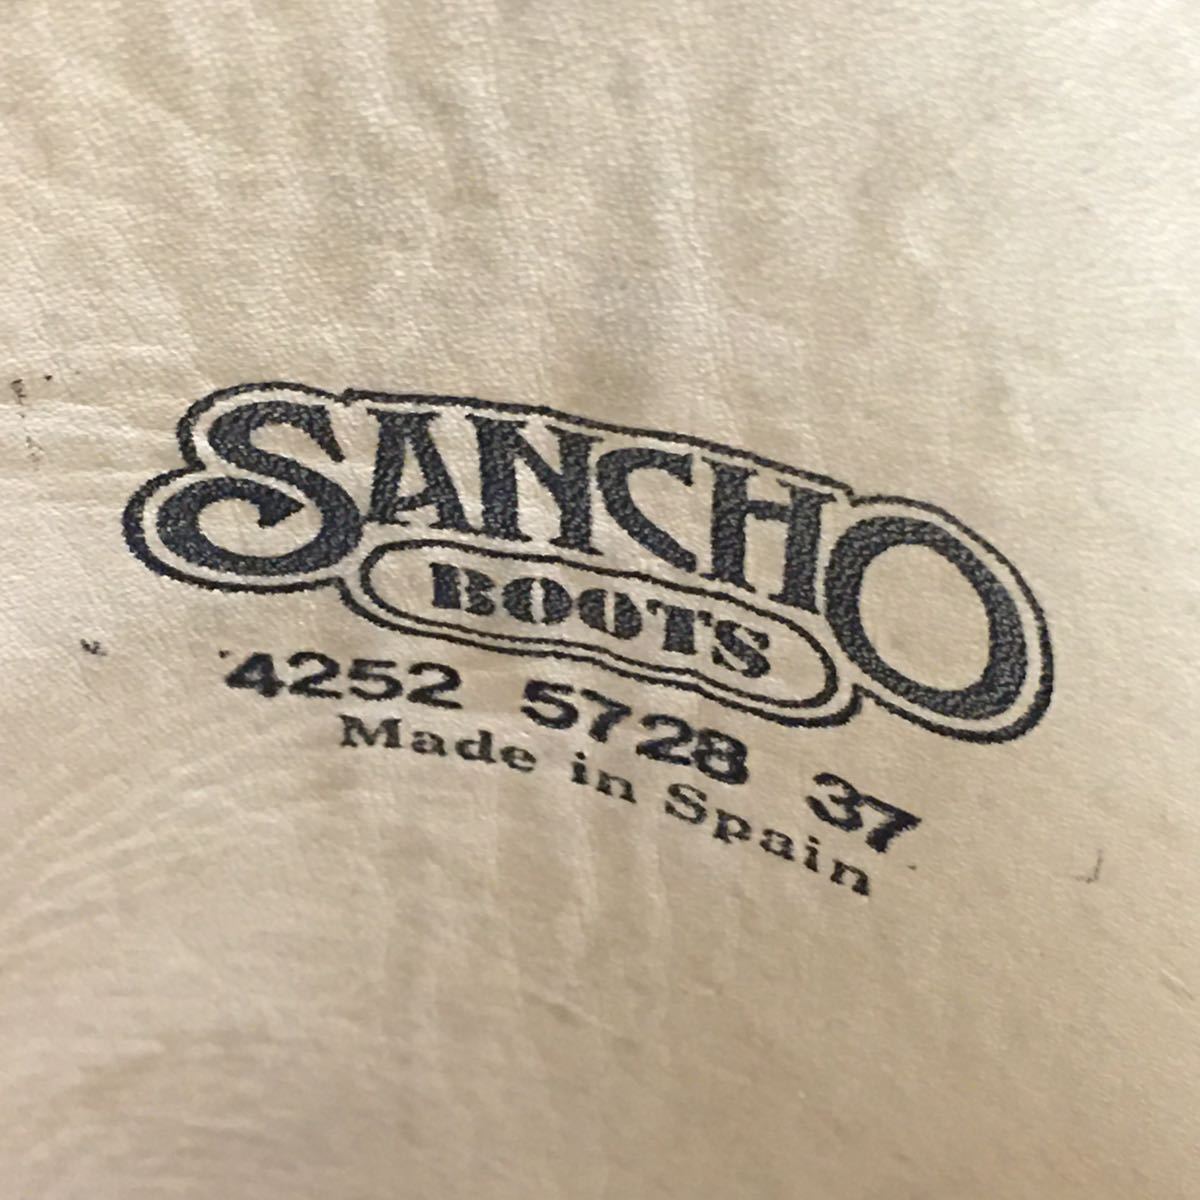 SANCHO
BOOTS
4252 5728 37
Made in Spain